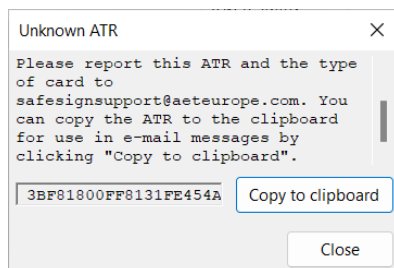 Unknown ATR
Please report this ATR and the type
of card to
safesignsupport@aeteurope.com. You
can copy the ATR to the clipboard
for use in e-mail messages by
clicking "Copy to clipboard".
3BF81800FF8131FE454A
Copy to clipboard
Close